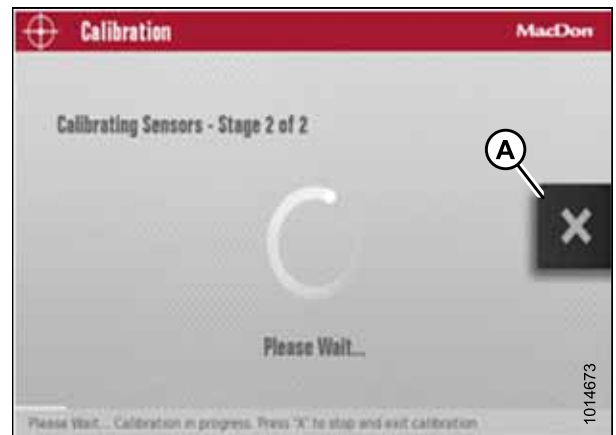 Calibration
MacDon
Calibrating Sensors - Stage 2 of 2
A
X
Please Wait...
Please Wait... Calibration in progress. Press "X" to stop and exit calibration
1014673